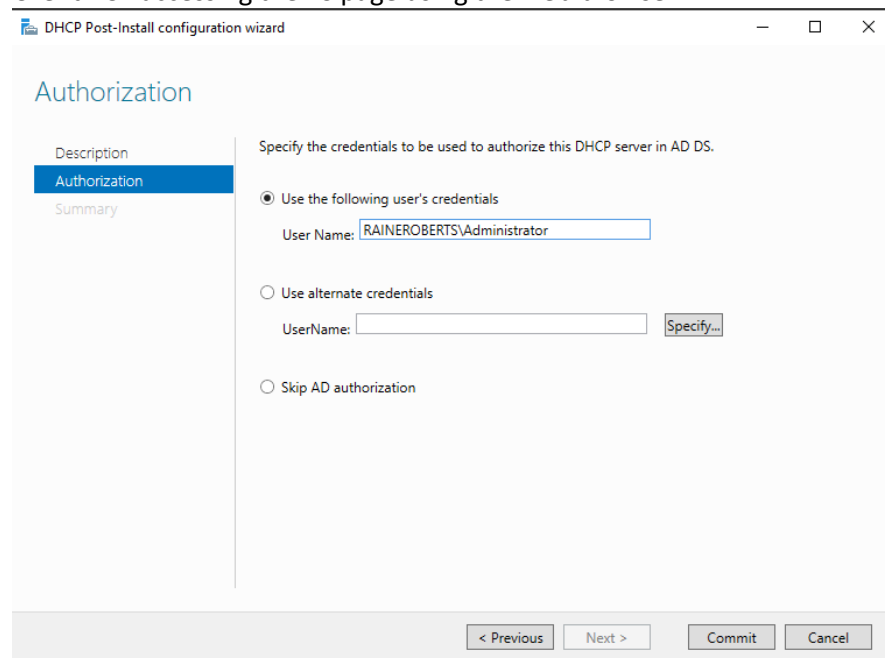 DHCP Post-Install configuration wizard
Authorization
Description
Authorization
Summary
Specify the credentials to be used to authorize this DHCP server in AD DS.
Use the following user's credentials
User Name: RAINEROBERTS\Administrator
Use alternate credentials
UserName: Specify...
Skip AD authorization
< Previous Next > Commit Cancel